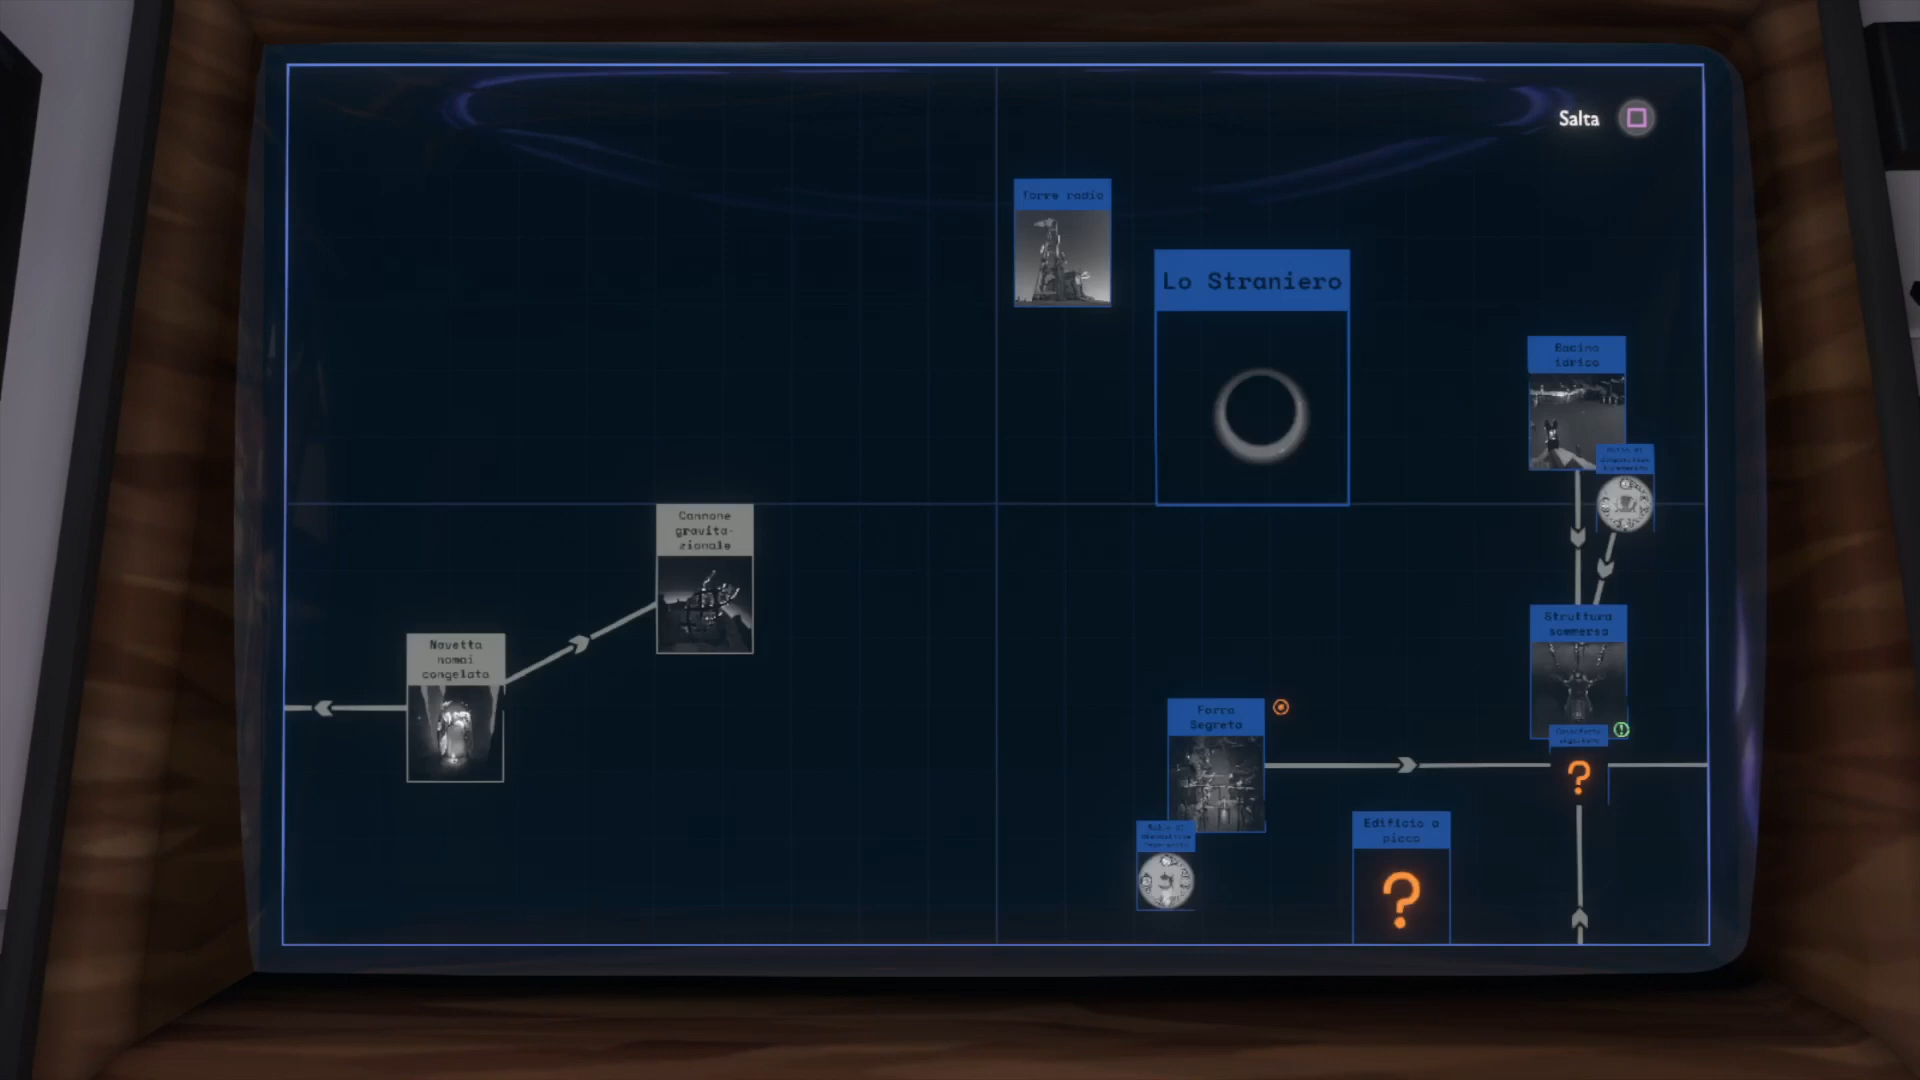 Salta
Torre radio
Lo Straniero
Bacino
idrico
Cannone
gravita-
zionale
Struttura
sommersa
Navetta
nomai
congelata
Forra
Segreta
Edificio a
picco
?
?